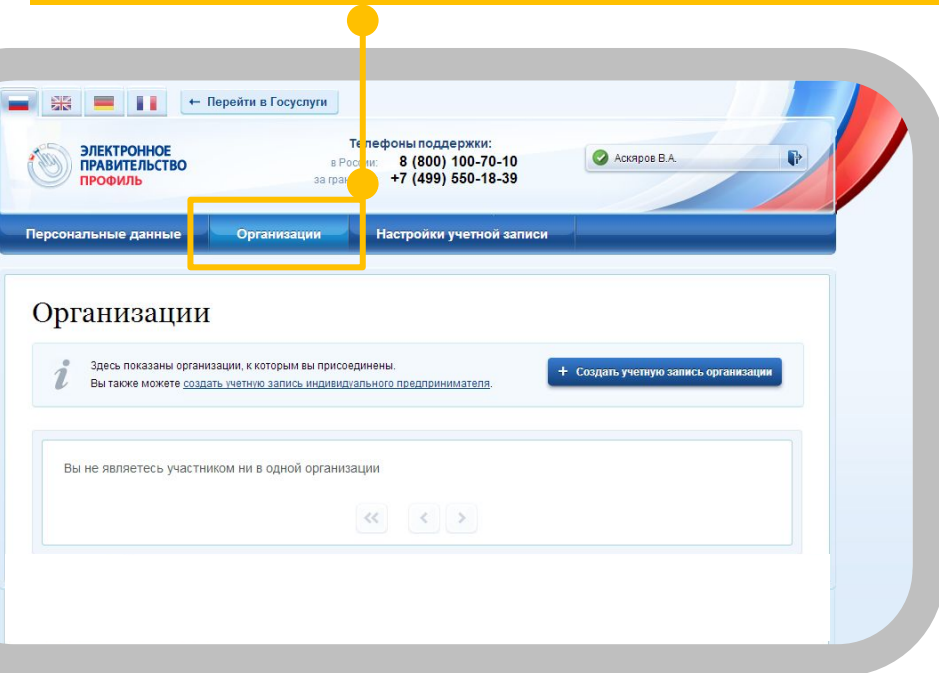 ← Перейти в Госуслуги
ЭЛЕКТРОННОЕ
ПРАВИТЕЛЬСТВО
ПРОФИЛЬ
Телефоны поддержки:
в России: 8 (800) 100-70-10
+7 (499) 550-18-39
Аскяров В.А.
Персональные данные
Организации
Настройки учетной записи
Организации
Здесь показаны организации, к которым вы присоединены.
Вы также можете создать учетную запись индивидуального предпринимателя.
+ Создать учетную запись организации
Вы не являетесь участником ни в одной организации